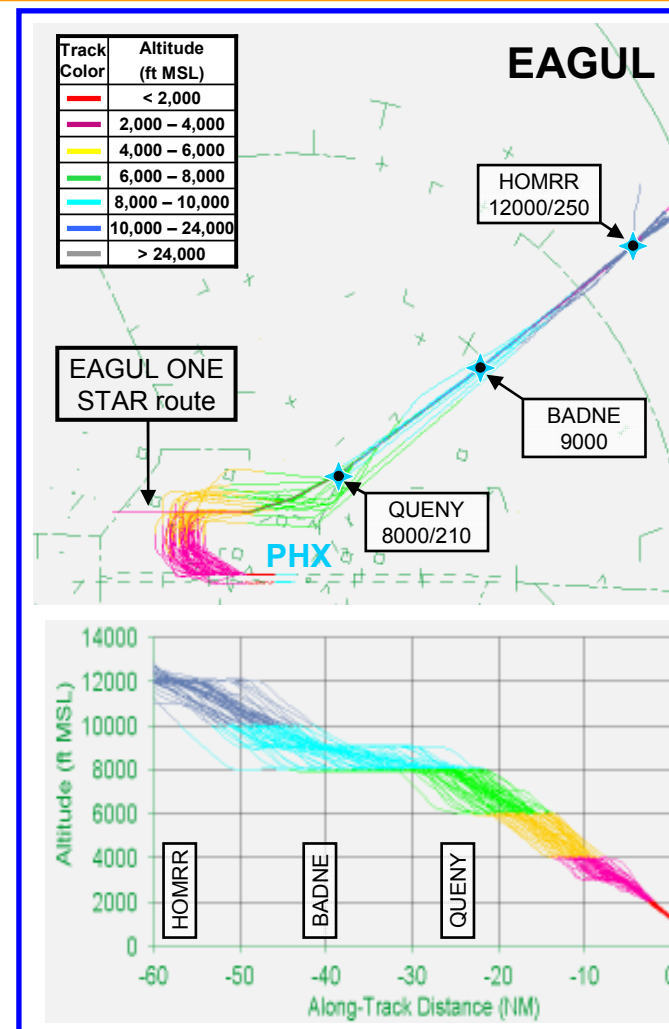 EAGUL
Track Altitude
Color (ft MSL)
< 2,000
2,000 – 4,000
4,000 – 6,000
6,000 – 8,000
8,000 – 10,000
10,000 – 24,000
> 24,000
HOMRR
12000/250
EAGUL ONE
STAR route
BADNE
9000
QUENY
8000/210
PHX
14000
12000
10000
8000
6000
4000
2000
0
Altitude (ft MSL)
HOMRR
BADNE
QUENY
-60 -50 -40 -30 -20 -10 0
Along-Track Distance (NM)